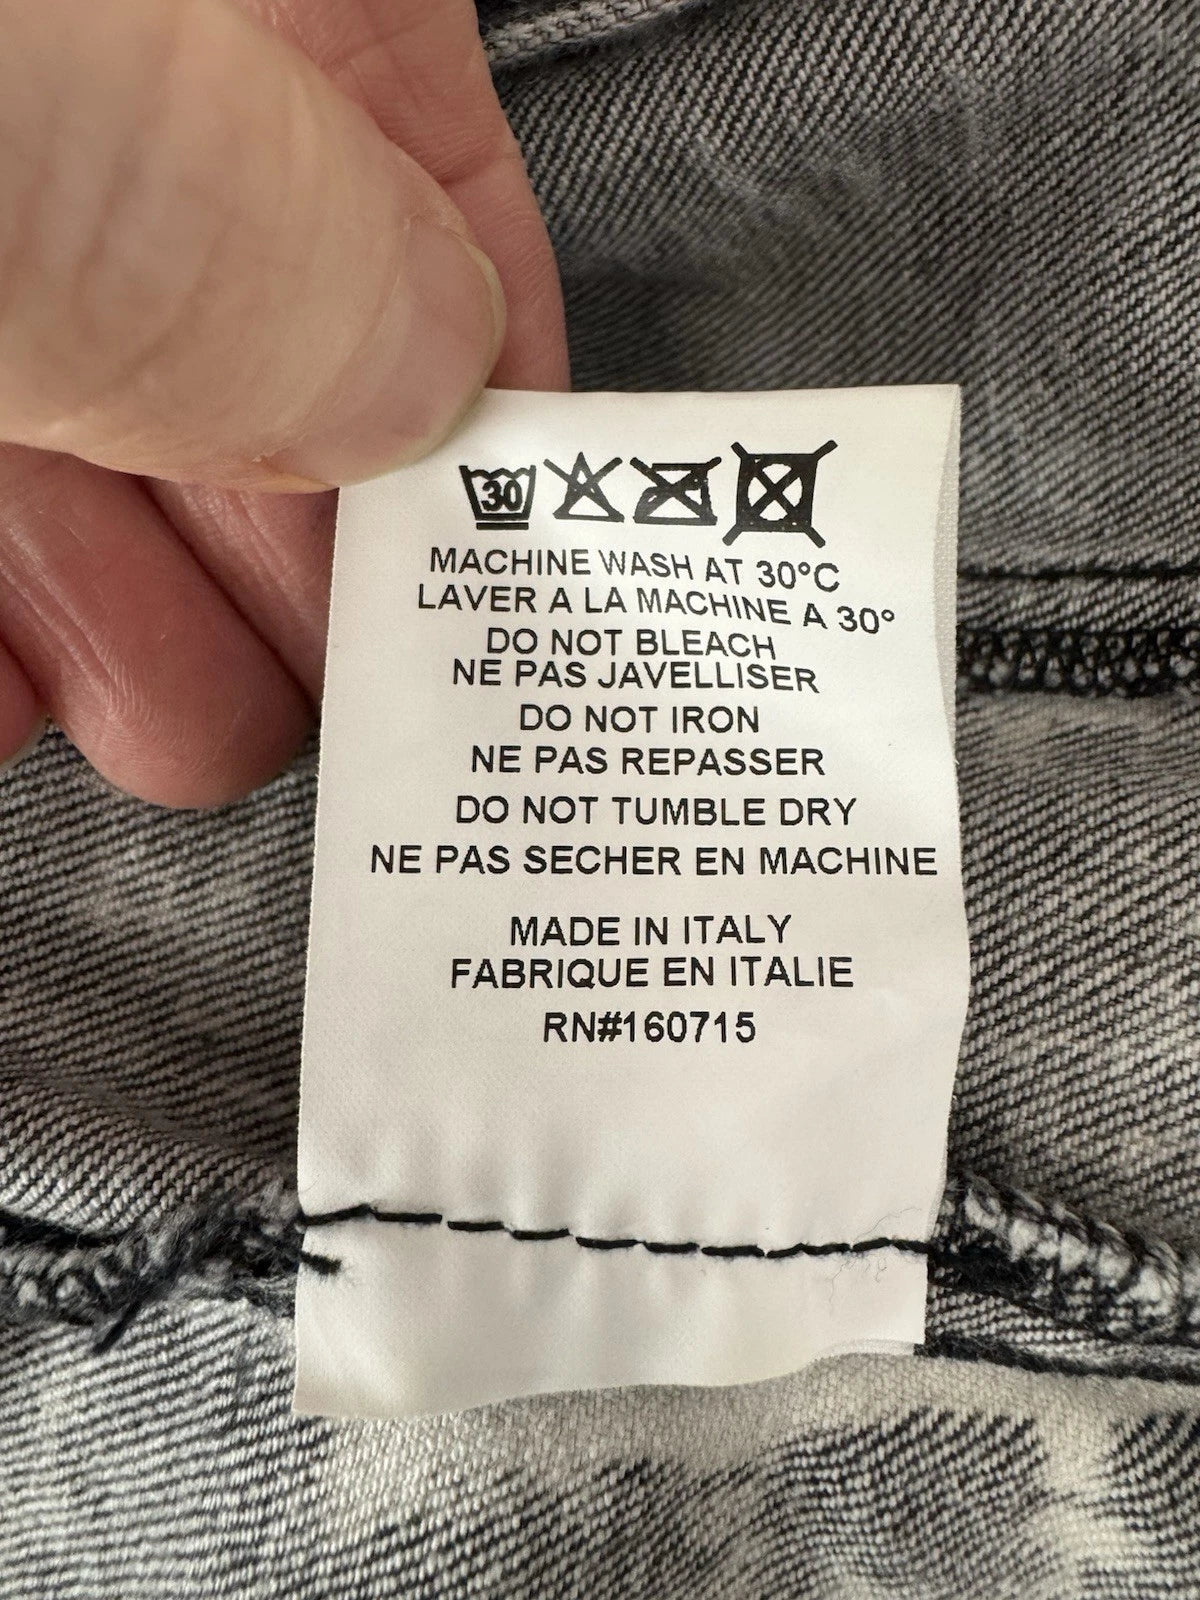 30
MACHINE WASH AT 30°C
LAVER A LA MACHINE A 30°
DO NOT BLEACH
NE PAS JAVELLISER
DO NOT IRON
NE PAS REPASSER
DO NOT TUMBLE DRY
NE PAS SECHER EN MACHINE
MADE IN ITALY
FABRIQUE EN ITALIE
RN#160715